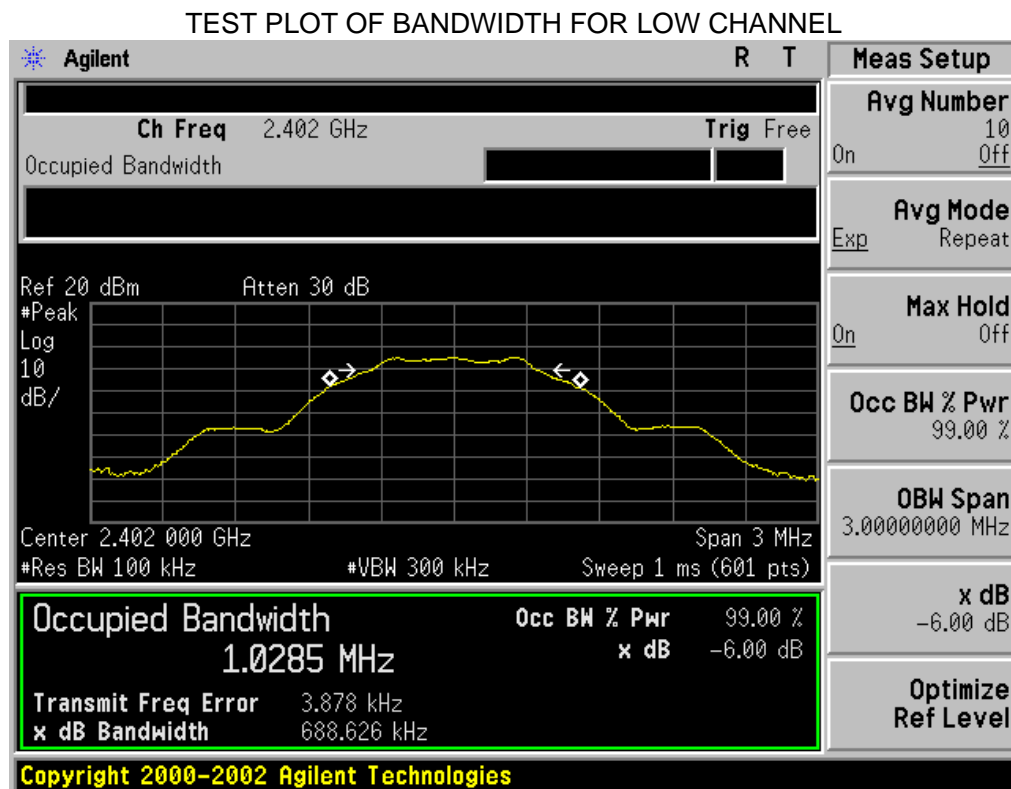 TEST PLOT OF BANDWIDTH FOR LOW CHANNEL
Agilent R T
Ch Freq 2.402 GHz Trig Free
Occupied Bandwidth
Ref 20 dBm Atten 30 dB
#Peak
Log
10
dB/
Center 2.402 000 GHz Span 3 MHz
#Res BW 100 kHz #VBW 300 kHz Sweep 1 ms (601 pts)
Occupied Bandwidth Occ BW % Pwr 99.00 %
1.0285 MHz x dB -6.00 dB
Transmit Freq Error 3.878 kHz
x dB Bandwidth 688.626 kHz
Copyright 2000-2002 Agilent Technologies
Meas Setup
Avg Number
10
On Off
Avg Mode
Exp Repeat
Max Hold
On Off
Occ BW % Pwr
99.00 %
OBW Span
3.00000000 MHz
x dB
-6.00 dB
Optimize
Ref Level